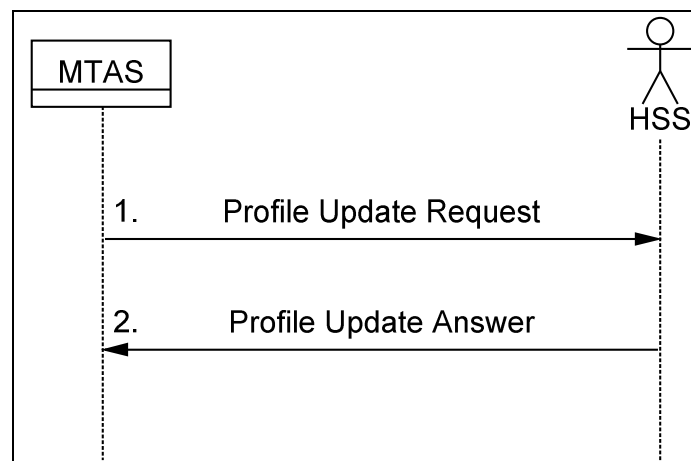 MTAS
HSS
1. Profile Update Request
2. Profile Update Answer